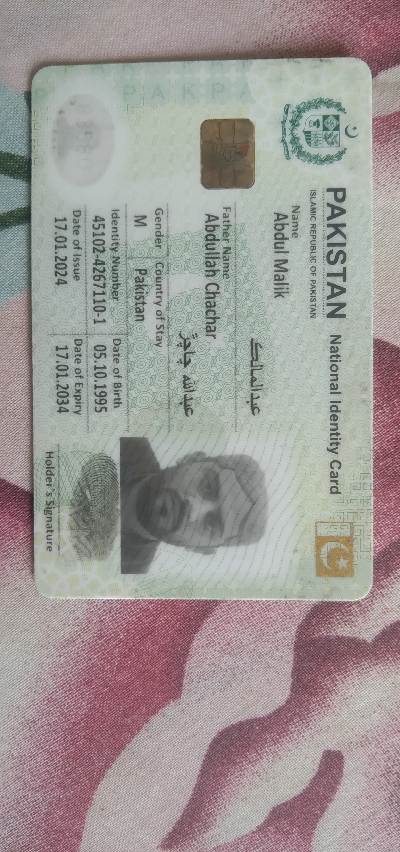 PAKISTAN National Identity Card
ISLAMIC REPUBLIC OF PAKISTAN
Name
Abdul Malik
عبدالمالک
Father Name
Abdullah Chachar
عبداللہ چاچڑ
Gender Country of Stay
M Pakistan
Identity Number Date of Birth
45102-4267110-1 05.10.1995
Date of Issue Date of Expiry
17.01.2024 17.01.2034
Holder's Signature